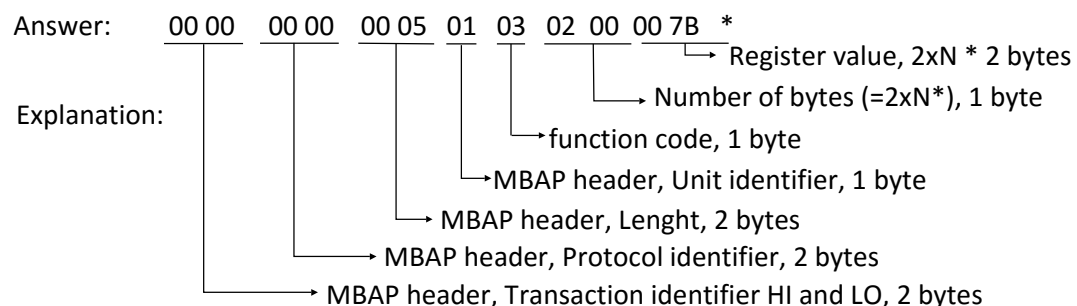 Answer: 00 00 00 00 00 05 01 03 02 00 00 7B *
Register value, 2xN * 2 bytes
Number of bytes (=2xN*), 1 byte
Explanation:
function code, 1 byte
MBAP header, Unit identifier, 1 byte
MBAP header, Lenght, 2 bytes
MBAP header, Protocol identifier, 2 bytes
MBAP header, Transaction identifier HI and LO, 2 bytes